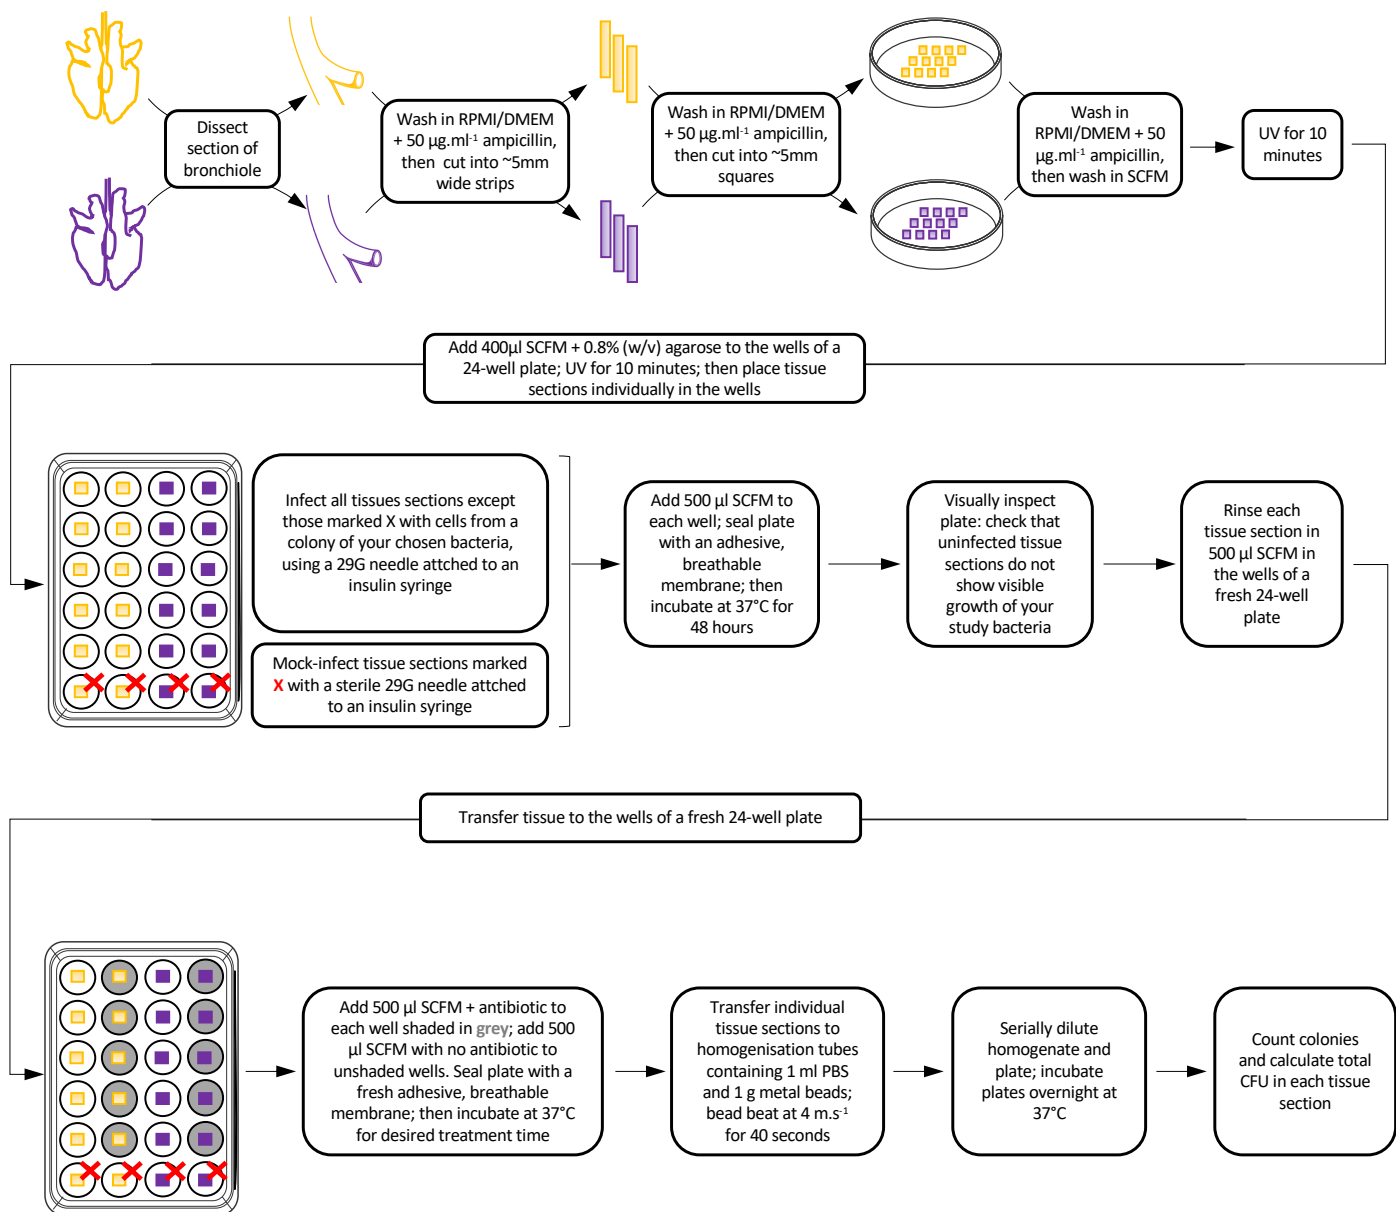 Dissect
section of
bronchiole
Wash in RPMI/DMEM
+ 50 µg.ml⁻¹ ampicillin,
then cut into ~5mm
wide strips
Wash in RPMI/DMEM
+ 50 µg.ml⁻¹ ampicillin,
then cut into ~5mm
squares
Wash in
RPMI/DMEM + 50
µg.ml⁻¹ ampicillin,
then wash in SCFM
UV for 10
minutes
Add 400µl SCFM + 0.8% (w/v) agarose to the wells of a
24-well plate; UV for 10 minutes; then place tissue
sections individually in the wells
Infect all tissues sections except
those marked X with cells from a
colony of your chosen bacteria,
using a 29G needle attched to an
insulin syringe
Mock-infect tissue sections marked
X with a sterile 29G needle attched
to an insulin syringe
Add 500 µl SCFM to
each well; seal plate
with an adhesive,
breathable
membrane; then
incubate at 37°C for
48 hours
Visually inspect
plate: check that
uninfected tissue
sections do not
show visible
growth of your
study bacteria
Rinse each
tissue section in
500 µl SCFM in
the wells of a
fresh 24-well
plate
Transfer tissue to the wells of a fresh 24-well plate
Add 500 µl SCFM + antibiotic to
each well shaded in grey; add 500
µl SCFM with no antibiotic to
unshaded wells. Seal plate with a
fresh adhesive, breathable
membrane; then incubate at 37°C
for desired treatment time
Transfer individual
tissue sections to
homogenisation tubes
containing 1 ml PBS
and 1 g metal beads;
bead beat at 4 m.s⁻¹
for 40 seconds
Serially dilute
homogenate and
plate; incubate
plates overnight at
37°C
Count colonies
and calculate total
CFU in each tissue
section